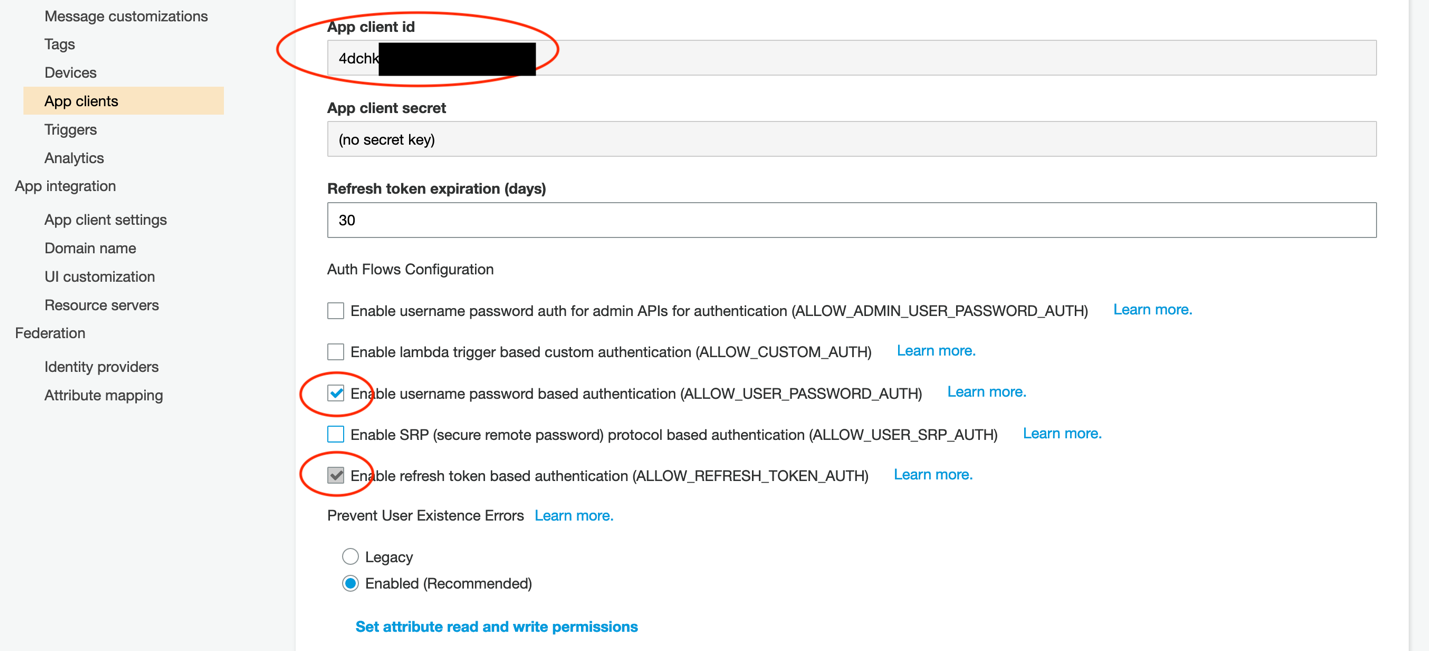 Message customizations
Tags
Devices
App clients
Triggers
Analytics
App integration
App client settings
Domain name
UI customization
Resource servers
Federation
Identity providers
Attribute mapping
App client id
4dchk
App client secret
(no secret key)
Refresh token expiration (days)
30
Auth Flows Configuration
Enable username password auth for admin APIs for authentication (ALLOW_ADMIN_USER_PASSWORD_AUTH) Learn more.
Enable lambda trigger based custom authentication (ALLOW_CUSTOM_AUTH) Learn more.
Enable username password based authentication (ALLOW_USER_PASSWORD_AUTH) Learn more.
Enable SRP (secure remote password) protocol based authentication (ALLOW_USER_SRP_AUTH) Learn more.
Enable refresh token based authentication (ALLOW_REFRESH_TOKEN_AUTH) Learn more.
Prevent User Existence Errors Learn more.
Legacy
Enabled (Recommended)
Set attribute read and write permissions